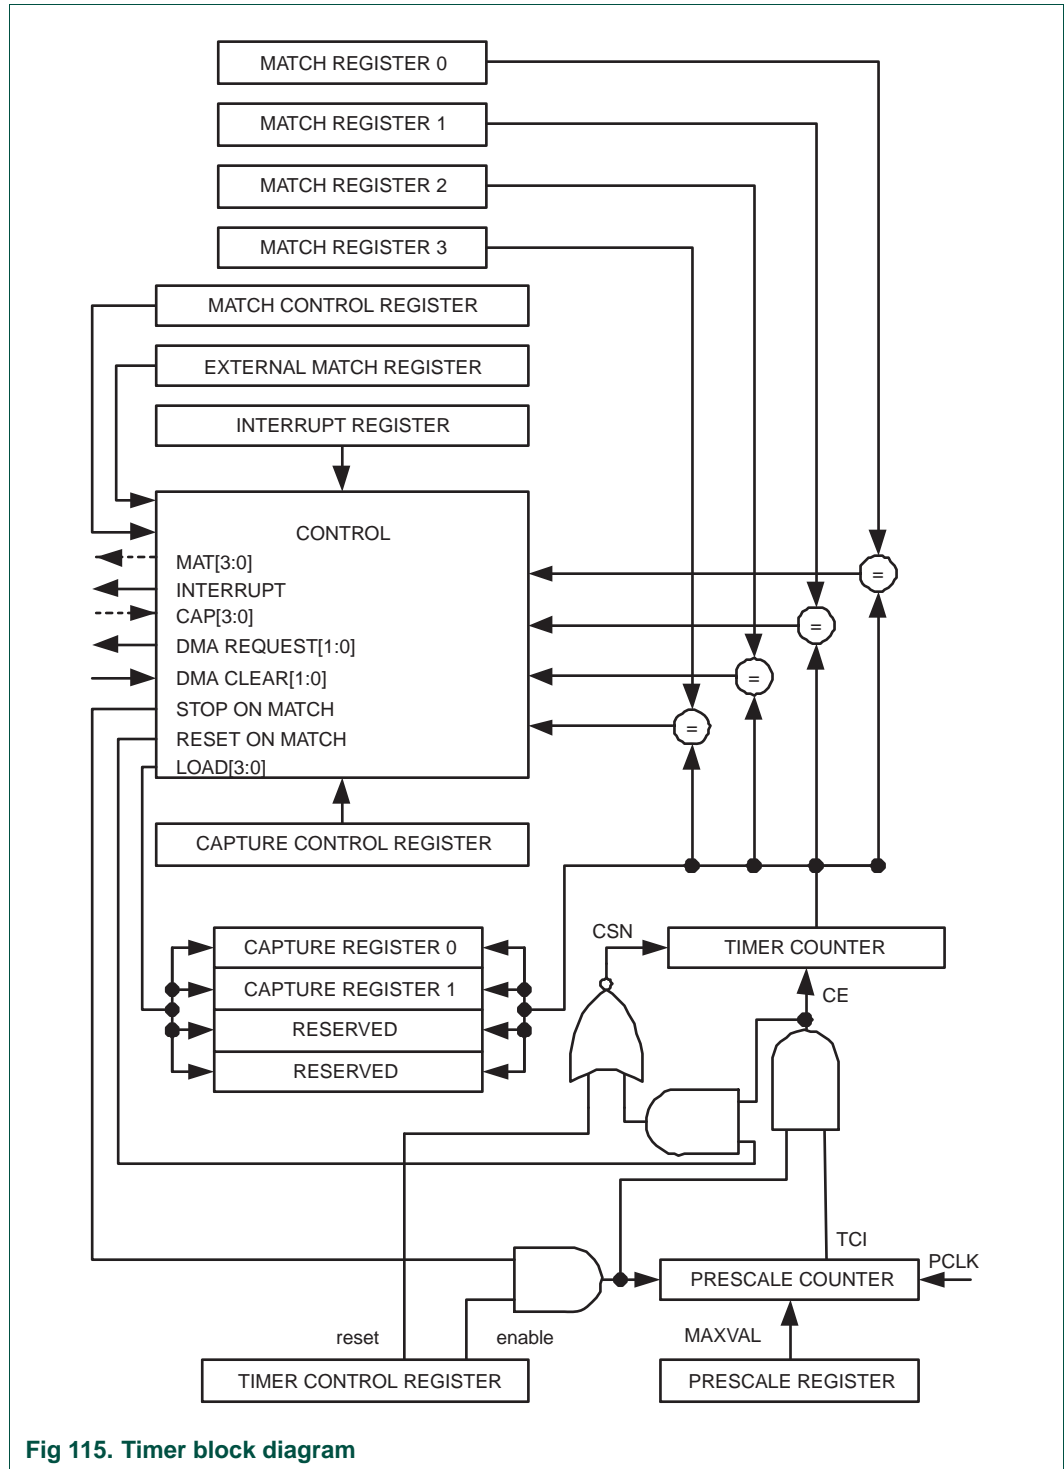 MATCH REGISTER 0
MATCH REGISTER 1
MATCH REGISTER 2
MATCH REGISTER 3
MATCH CONTROL REGISTER
EXTERNAL MATCH REGISTER
INTERRUPT REGISTER
CONTROL
MAT[3:0]
INTERRUPT
CAP[3:0]
DMA REQUEST[1:0]
DMA CLEAR[1:0]
STOP ON MATCH
RESET ON MATCH
LOAD[3:0]
=
=
=
=
CAPTURE CONTROL REGISTER
CSN
TIMER COUNTER
CAPTURE REGISTER 0
CAPTURE REGISTER 1
RESERVED
RESERVED
CE
TCI
PCLK
PRESCALE COUNTER
reset
enable
MAXVAL
TIMER CONTROL REGISTER
PRESCALE REGISTER
Fig 115. Timer block diagram